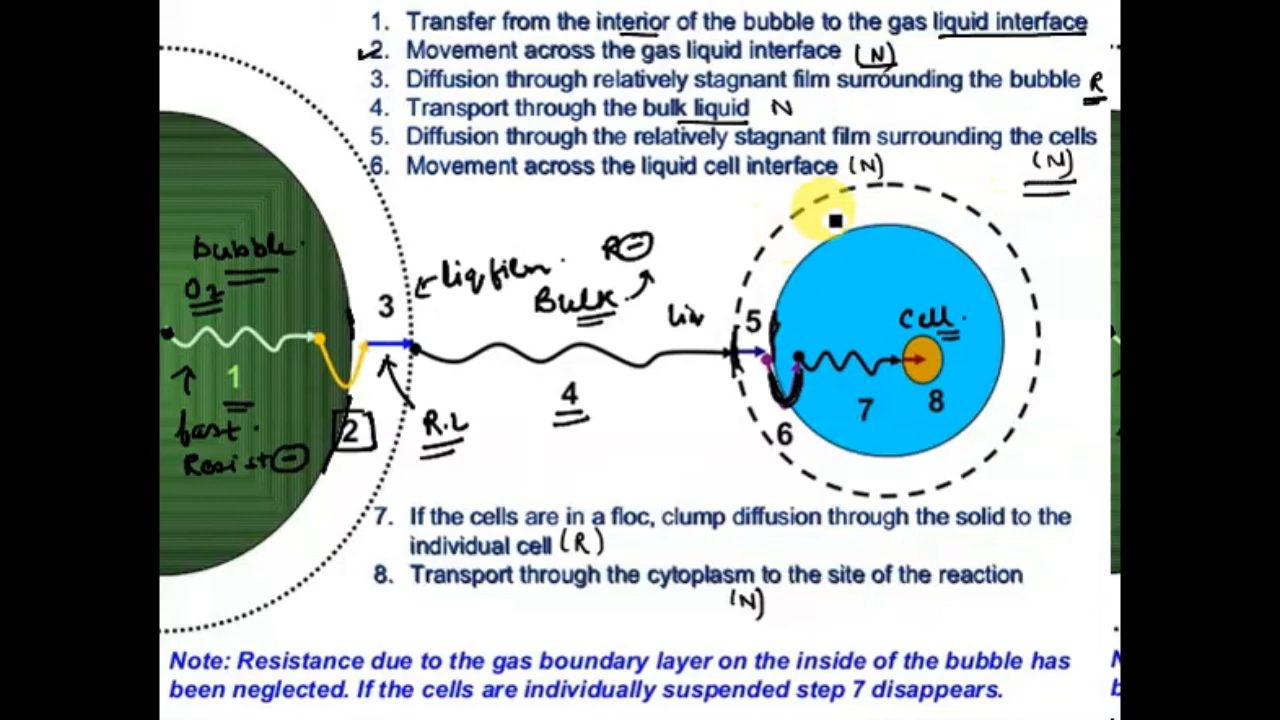 1. Transfer from the interior of the bubble to the gas liquid interface
2. Movement across the gas liquid interface (N)
3. Diffusion through relatively stagnant film surrounding the bubble R
4. Transport through the bulk liquid N
5. Diffusion through the relatively stagnant film surrounding the cells
(N)
6. Movement across the liquid cell interface (N)
bubble.
O2
3
liq film.
R
Bulk
5
Cell.
1
fast.
Resist
2
R.L
4
6
7
8
7. If the cells are in a floc, clump diffusion through the solid to the
individual cell (R)
8. Transport through the cytoplasm to the site of the reaction
(N)
Note: Resistance due to the gas boundary layer on the inside of the bubble has
been neglected. If the cells are individually suspended step 7 disappears.